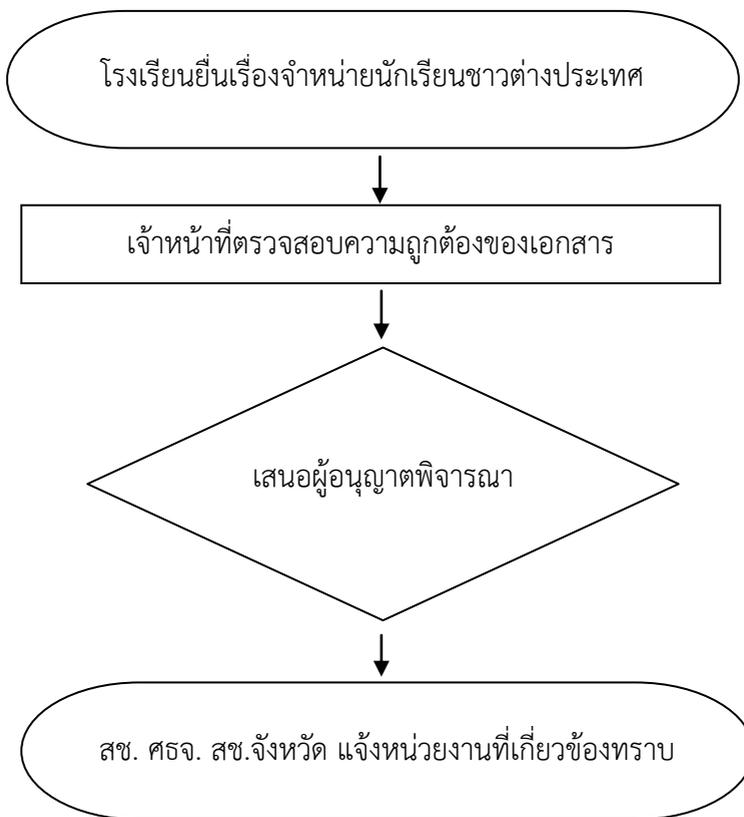 โรงเรียนยื่นเรื่องจำหน่ายนักเรียนชาวต่างประเทศ
เจ้าหน้าที่ตรวจสอบความถูกต้องของเอกสาร
เสนอผู้อนุญาตพิจารณา
สช. ศธจ. สช.จังหวัด แจ้งหน่วยงานที่เกี่ยวข้องทราบ